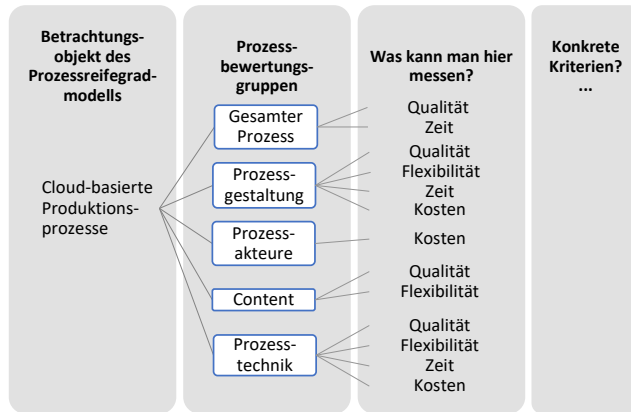 Betrachtungs-
objekt des
Prozessreifegrad-
modells
Cloud-basierte
Produktions-
prozesse
Prozess-
bewertungs-
gruppen
Gesamter
Prozess
Prozess-
gestaltung
Prozess-
akteure
Content
Prozess-
technik
Was kann man hier
messen?
Qualität
Zeit
Qualität
Flexibilität
Zeit
Kosten
Kosten
Qualität
Flexibilität
Qualität
Flexibilität
Zeit
Kosten
Konkrete
Kriterien?
...